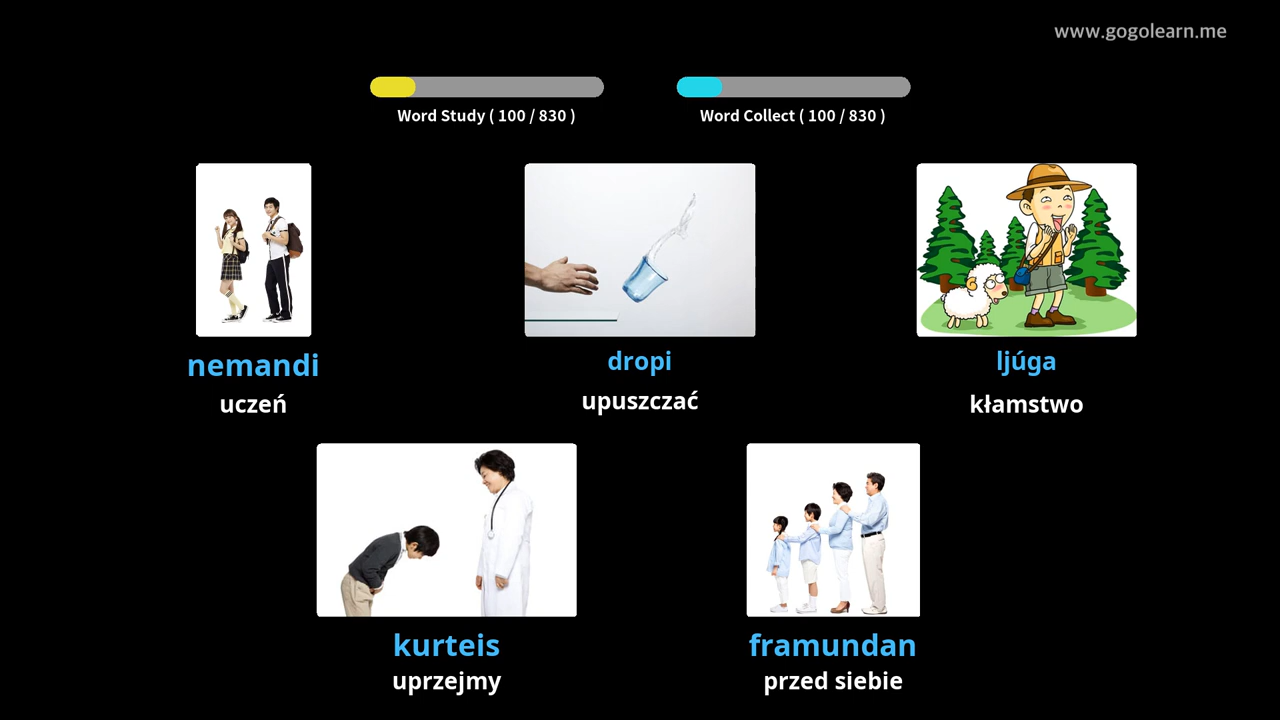 www.gogolearn.me
Word Study ( 100 / 830 )
Word Collect ( 100 / 830 )
nemandi
uczeń
dropi
upuszczać
ljúga
kłamstwo
kurteis
uprzejmy
framundan
przed siebie